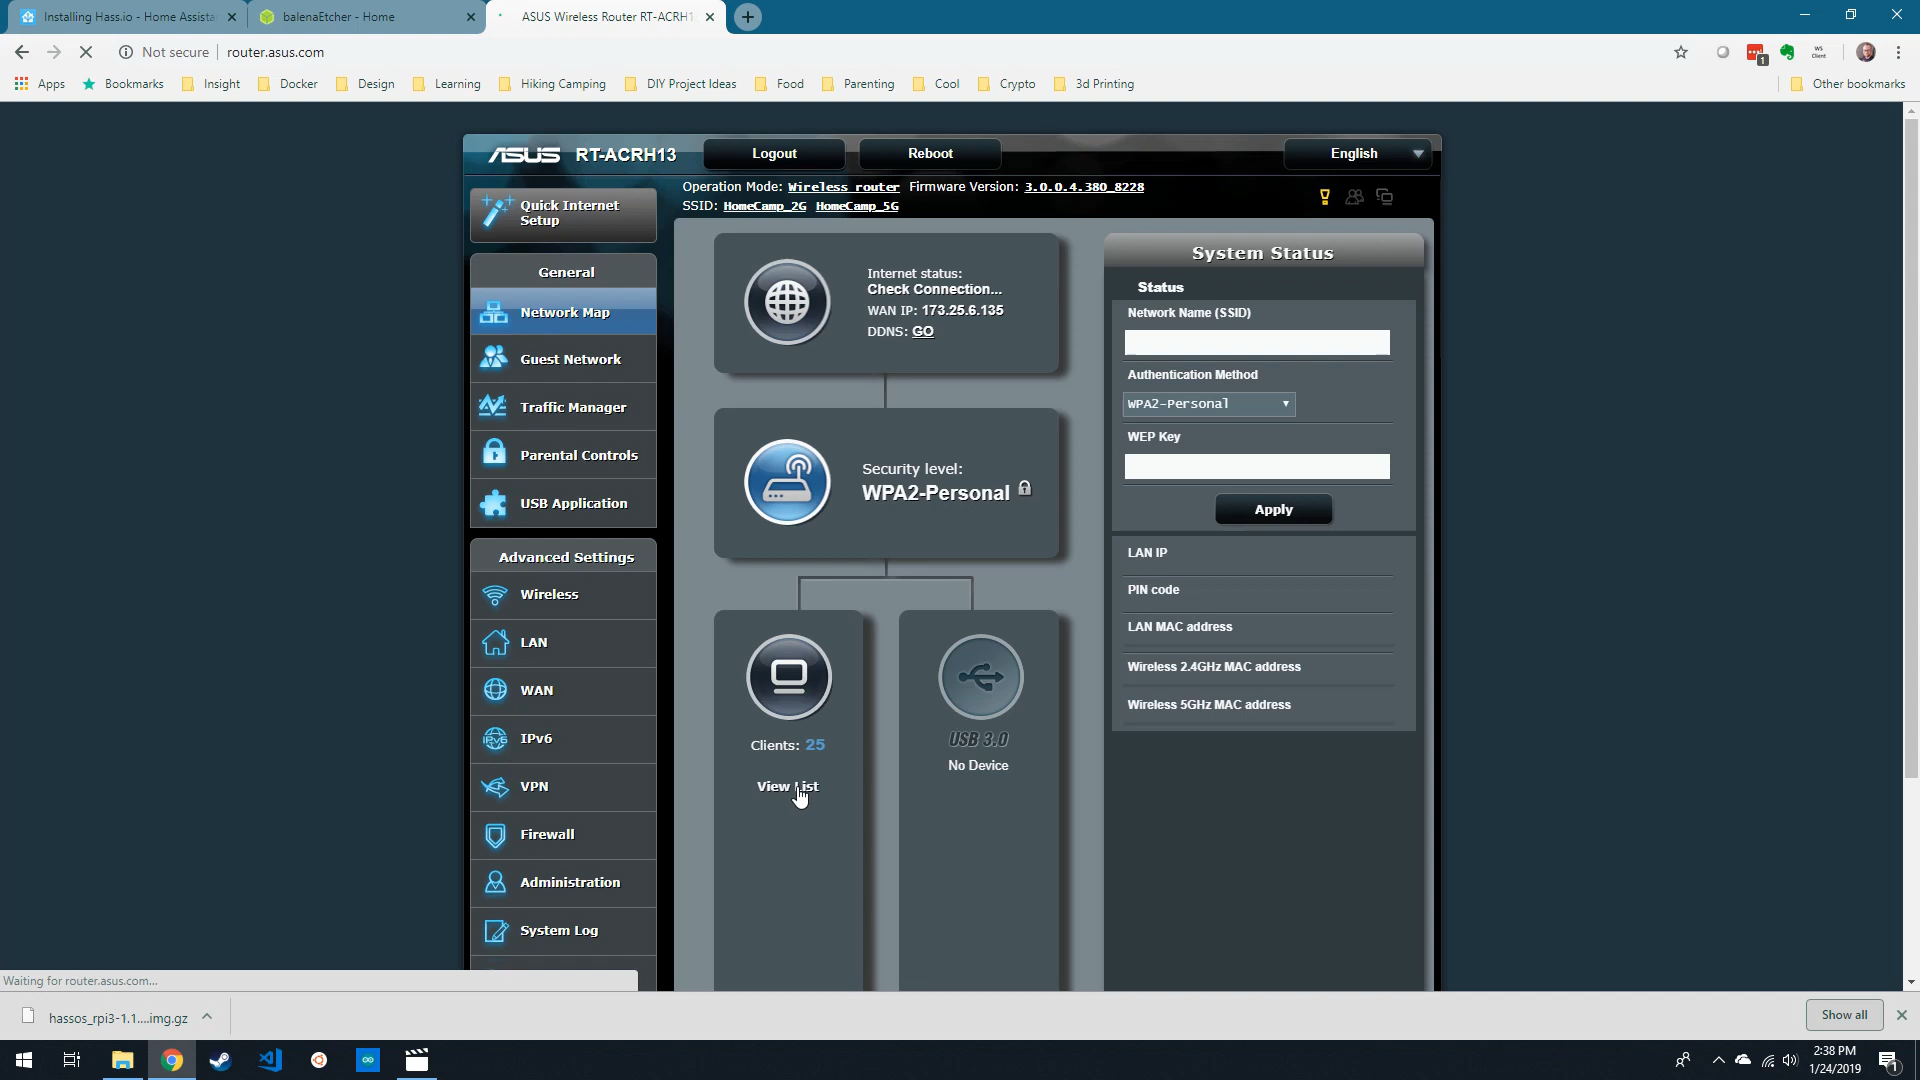 Installing Hass.io - Home Assista
balenaEtcher - Home
ASUS Wireless Router RT-ACRH1
Not secure
router.asus.com
1
WS
Client
Apps
Bookmarks
Insight
Docker
Design
Learning
Hiking Camping
DIY Project Ideas
Food
Parenting
Cool
Crypto
3d Printing
Other bookmarks
ASUS RT-ACRH13
Logout
Reboot
English
Operation Mode: Wireless router Firmware Version: 3.0.0.4.380_8228
SSID: HomeCamp_2G HomeCamp_5G
Quick Internet
Setup
General
Network Map
Guest Network
Traffic Manager
Parental Controls
USB Application
Advanced Settings
Wireless
LAN
WAN
IPv6
IPv6
VPN
Firewall
Administration
System Log
Internet status:
Check Connection...
WAN IP: 173.25.6.135
DDNS: GO
Security level:
WPA2-Personal
Clients: 25
View List
USB 3.0
No Device
System Status
Status
Network Name (SSID)
Authentication Method
WPA2-Personal
WEP Key
Apply
LAN IP
PIN code
LAN MAC address
Wireless 2.4GHz MAC address
Wireless 5GHz MAC address
Waiting for router.asus.com...
hassos_rpi3-1.1....img.gz
Show all
2:38 PM
1/24/2019
1